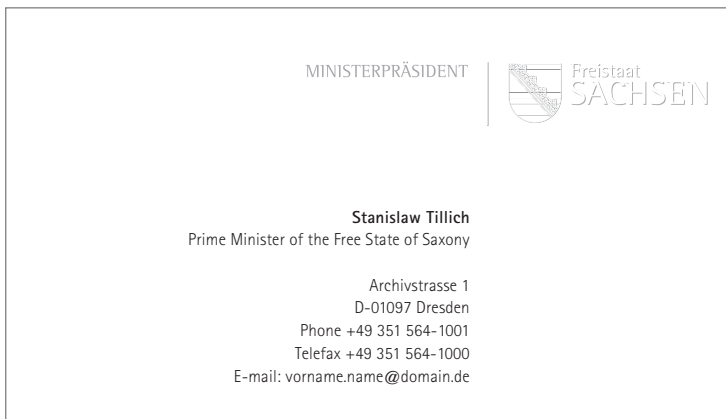 MINISTERPRÄSIDENT
Freistaat
SACHSEN
Stanislaw Tillich
Prime Minister of the Free State of Saxony
Archivstrasse 1
D-01097 Dresden
Phone +49 351 564-1001
Telefax +49 351 564-1000
E-mail: vorname.name@domain.de